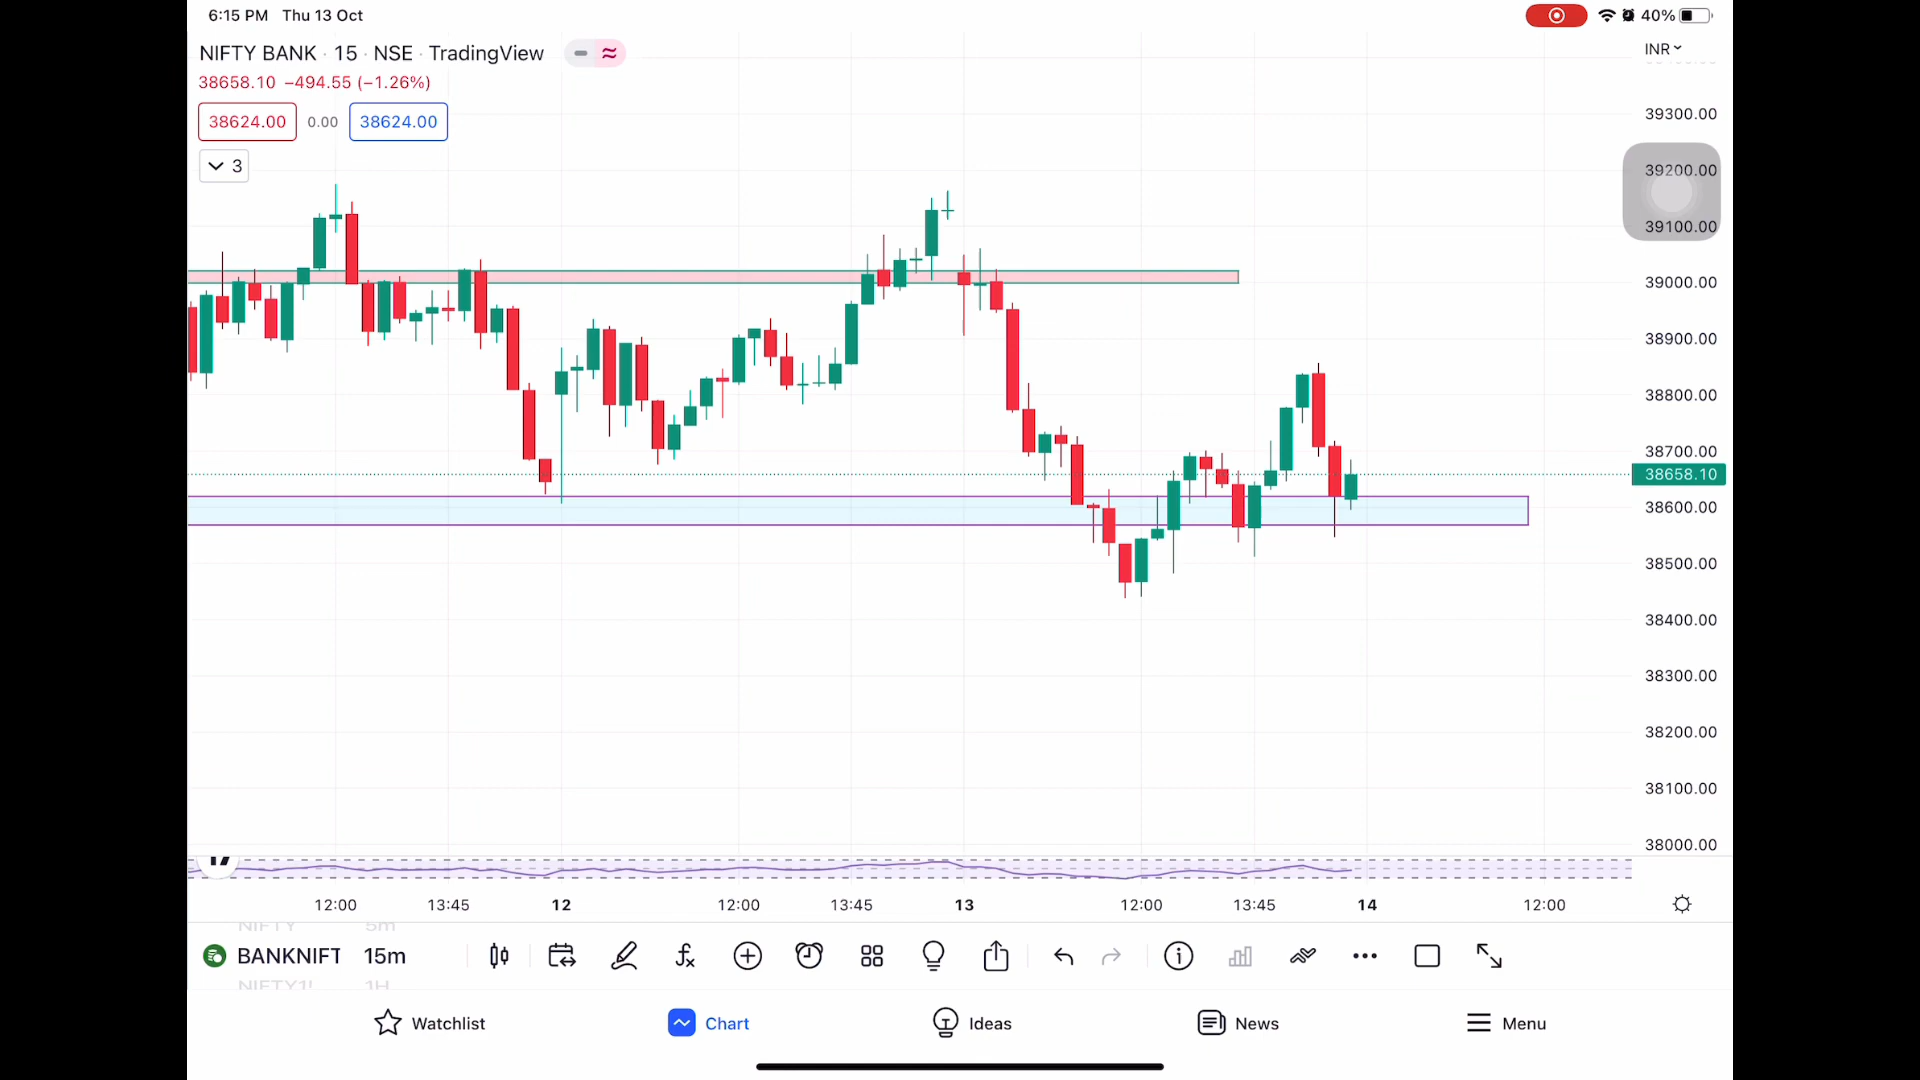 6:15 PM Thu 13 Oct
40%
NIFTY BANK · 15 · NSE · TradingView
INR
38658.10 −494.55 (−1.26%)
38624.00 0.00 38624.00
3
39300.00
39200.00
39100.00
39000.00
38900.00
38800.00
38700.00
38658.10
38600.00
38500.00
38400.00
38300.00
38200.00
38100.00
38000.00
12:00 13:45 12 12:00 13:45 13 12:00 13:45 14 12:00
NIFTY 5m
BANKNIFT 15m
NIFTY1! 1H
Watchlist Chart Ideas News Menu